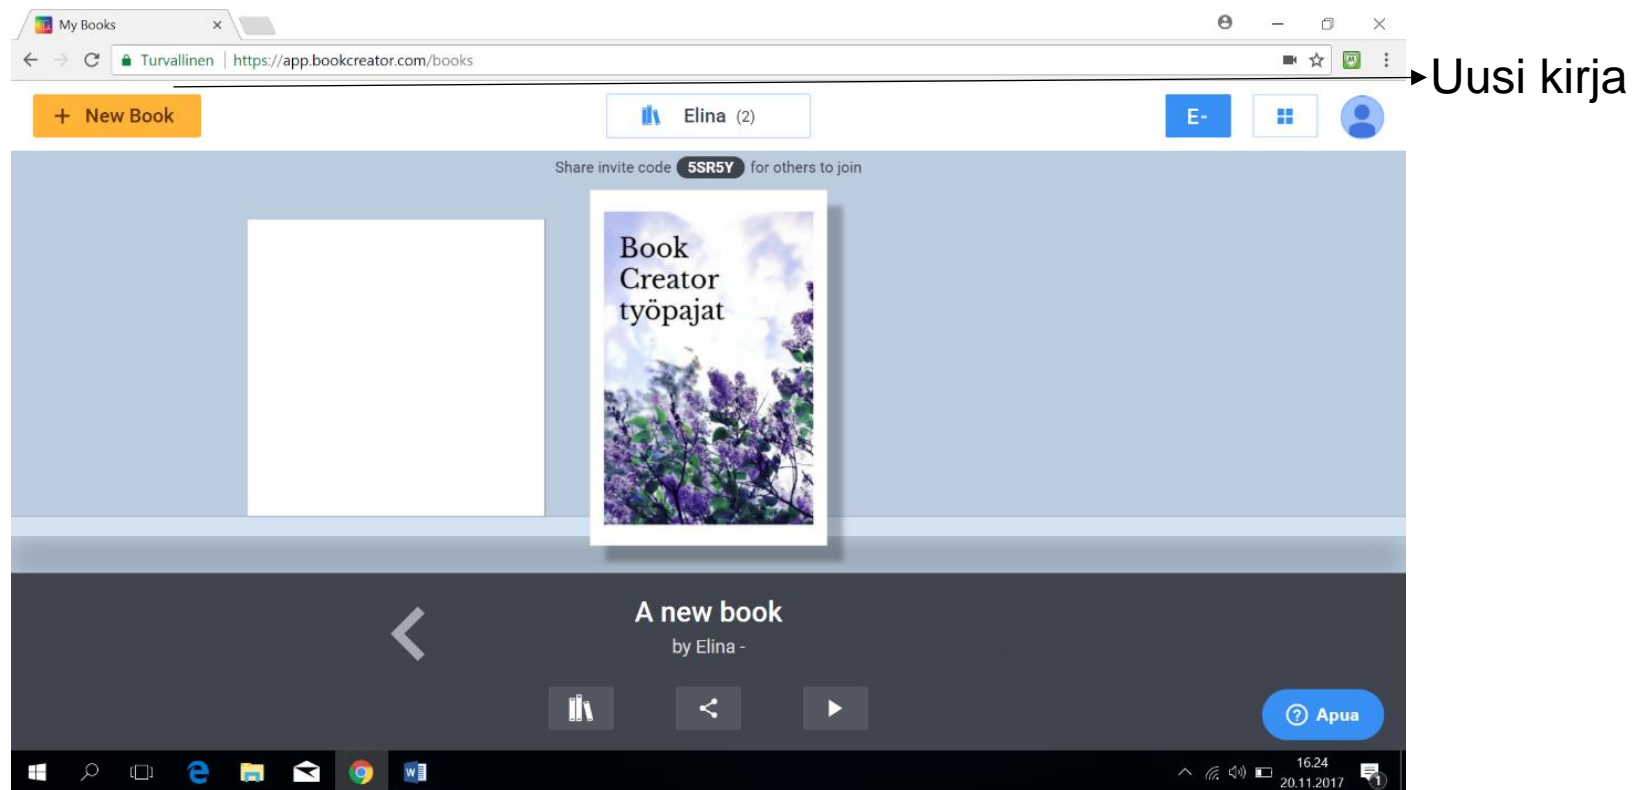 My Books
Turvallinen | https://app.bookcreator.com/books
Uusi kirja
+ New Book
Elina (2)
E-
Share invite code 5SR5Y for others to join
Book
Creator
työpajat
A new book
by Elina -
Apua
16.24
20.11.2017
1